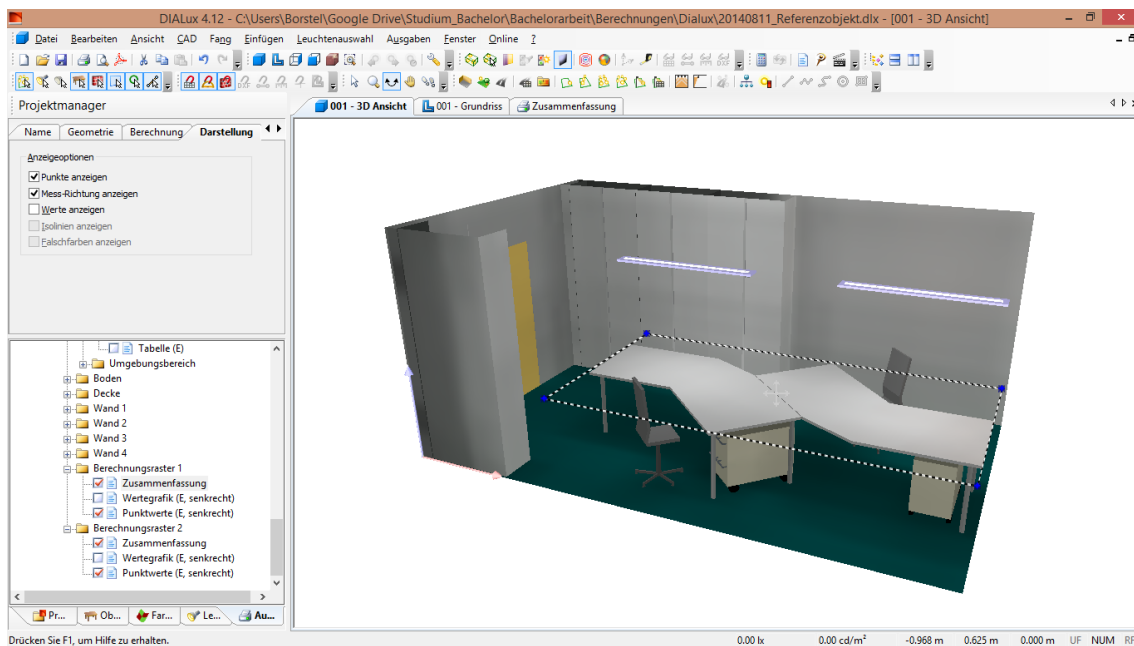 DIALux 4.12 - C:\Users\Borstel\Google Drive\Studium_Bachelor\Bachelorarbeit\Berechnungen\Dialux\20140811_Referenzobjekt.dlx - [001 - 3D Ansicht]
Datei Bearbeiten Ansicht CAD Fang Einfügen Leuchtenauswahl Ausgaben Fenster Online ?
Projektmanager
001 - 3D Ansicht 001 - Grundriss Zusammenfassung
Name Geometrie Berechnung Darstellung
Anzeigeoptionen
Punkte anzeigen
Mess-Richtung anzeigen
Werte anzeigen
Isolinien anzeigen
Falschfarben anzeigen
Tabelle (E)
Umgebungsbereich
Boden
Decke
Wand 1
Wand 2
Wand 3
Wand 4
Berechnungsraster 1
Zusammenfassung
Wertegrafik (E, senkrecht)
Punktwerte (E, senkrecht)
Berechnungsraster 2
Zusammenfassung
Wertegrafik (E, senkrecht)
Punktwerte (E, senkrecht)
Pr... Ob... Far... Le... Au...
Drücken Sie F1, um Hilfe zu erhalten. 0.00 lx 0.00 cd/m² -0.968 m 0.625 m 0.000 m UF NUM RF